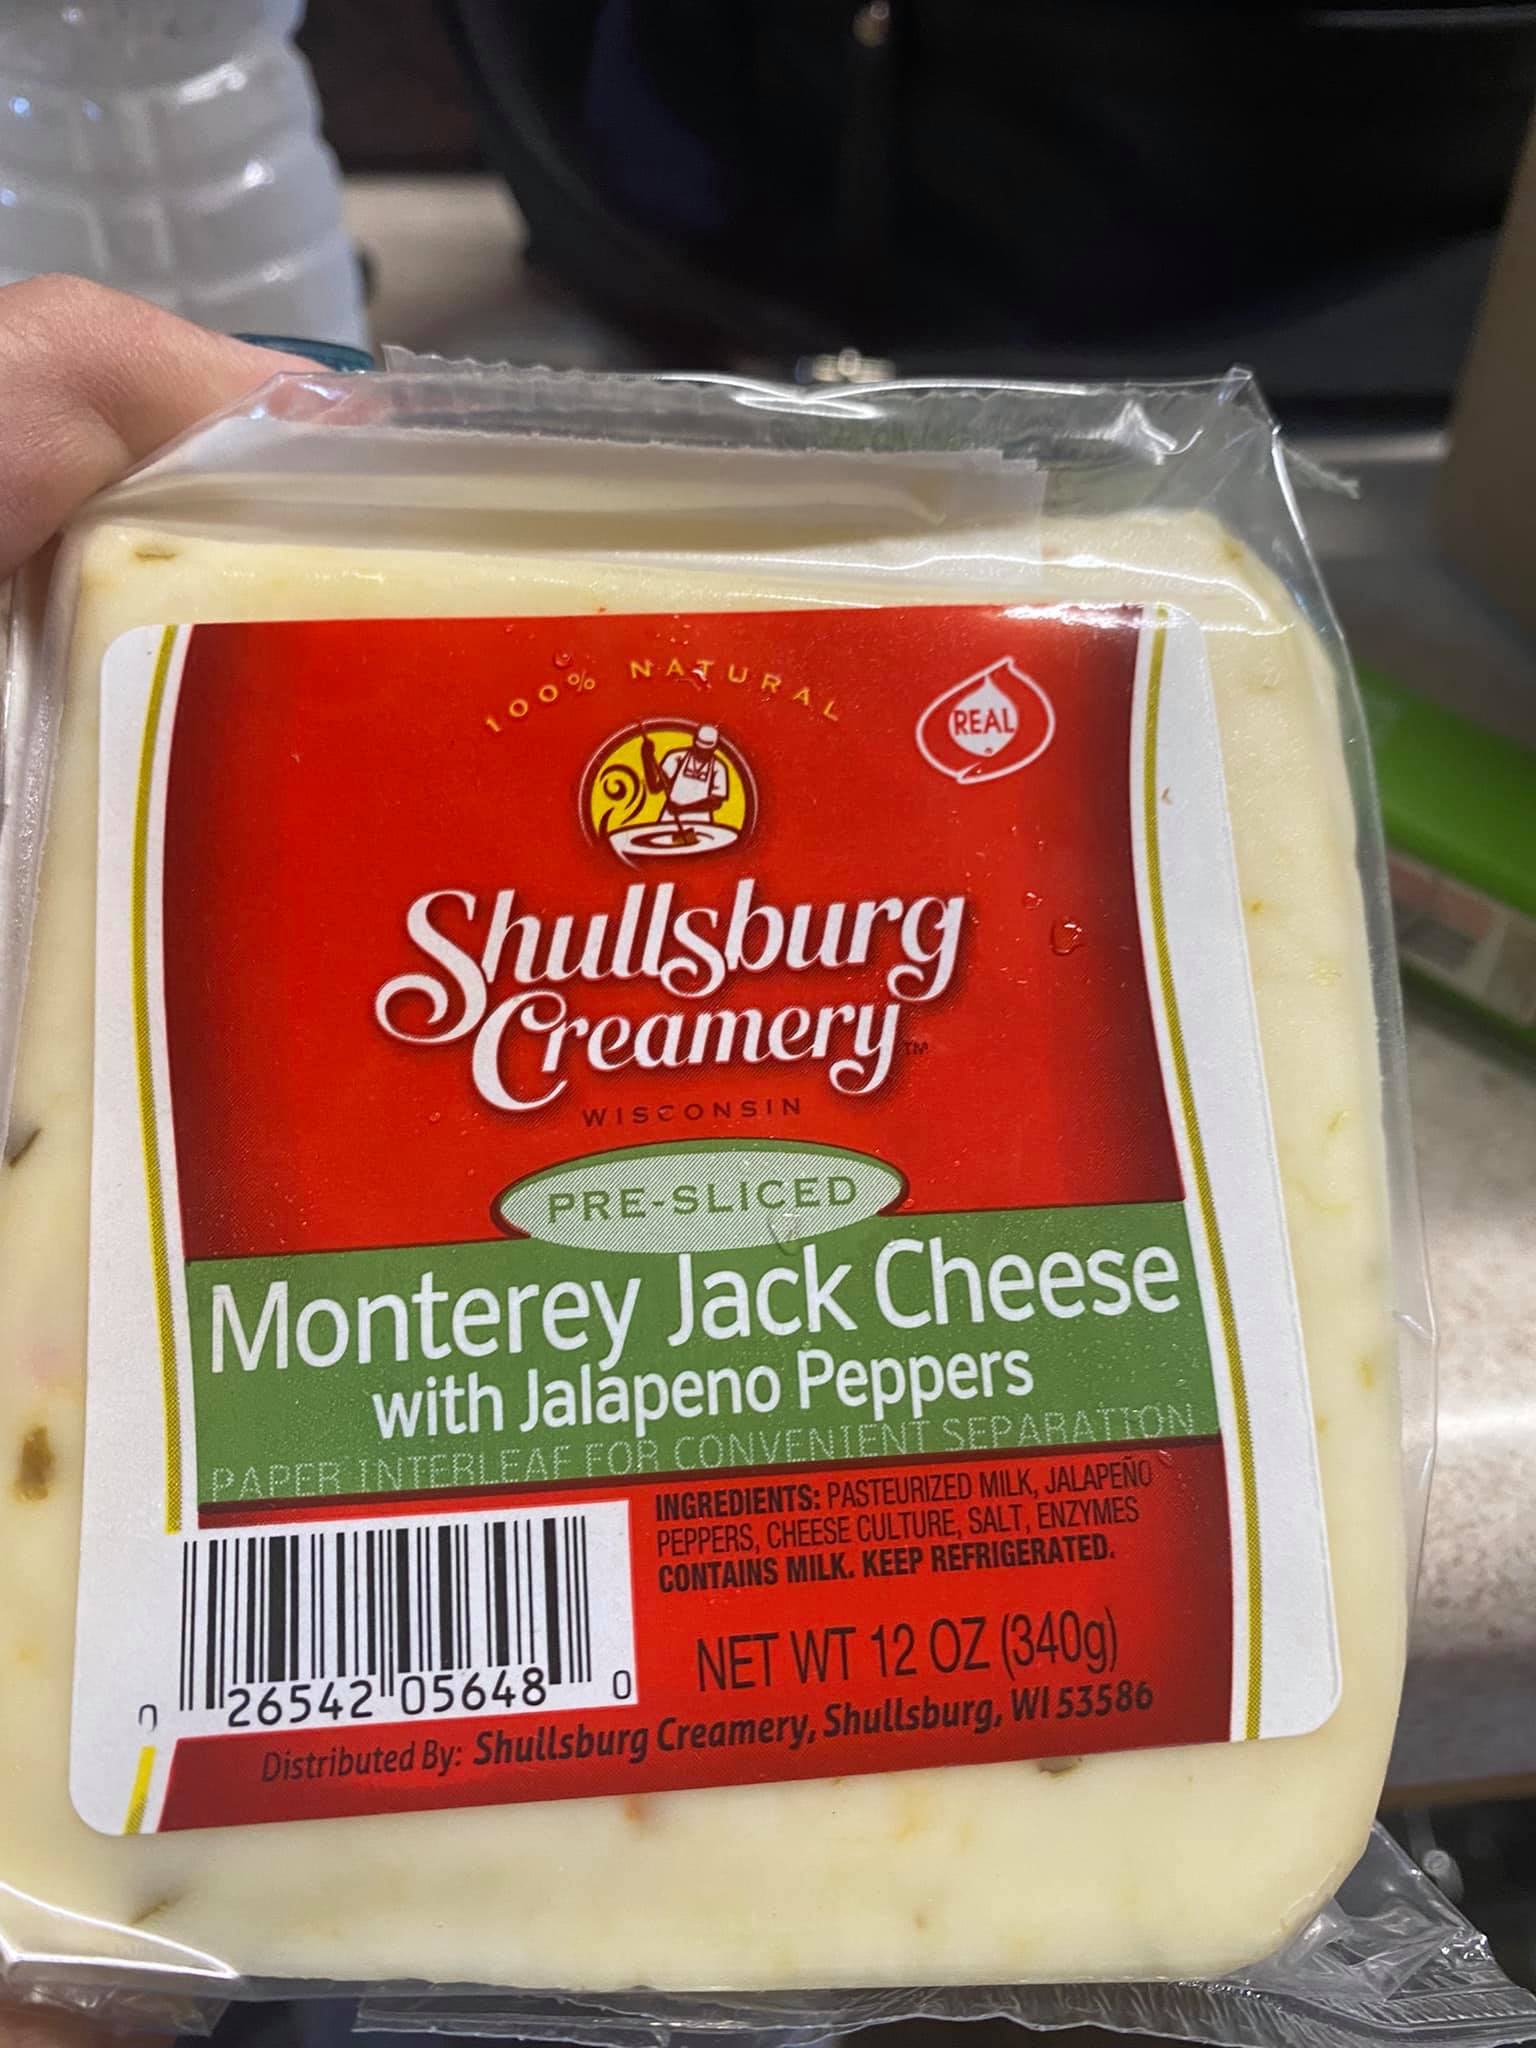 100% NATURAL
REAL
Shullsburg
Creamery™
WISCONSIN
PRE-SLICED
Monterey Jack Cheese
with Jalapeno Peppers
PAPER INTERLEAF FOR CONVENIENT SEPARATION
INGREDIENTS: PASTEURIZED MILK, JALAPEÑO
PEPPERS, CHEESE CULTURE, SALT, ENZYMES
CONTAINS MILK. KEEP REFRIGERATED.
NET WT 12 OZ (340g)
0 26542 05648 0
Distributed By: Shullsburg Creamery, Shullsburg, WI 53586